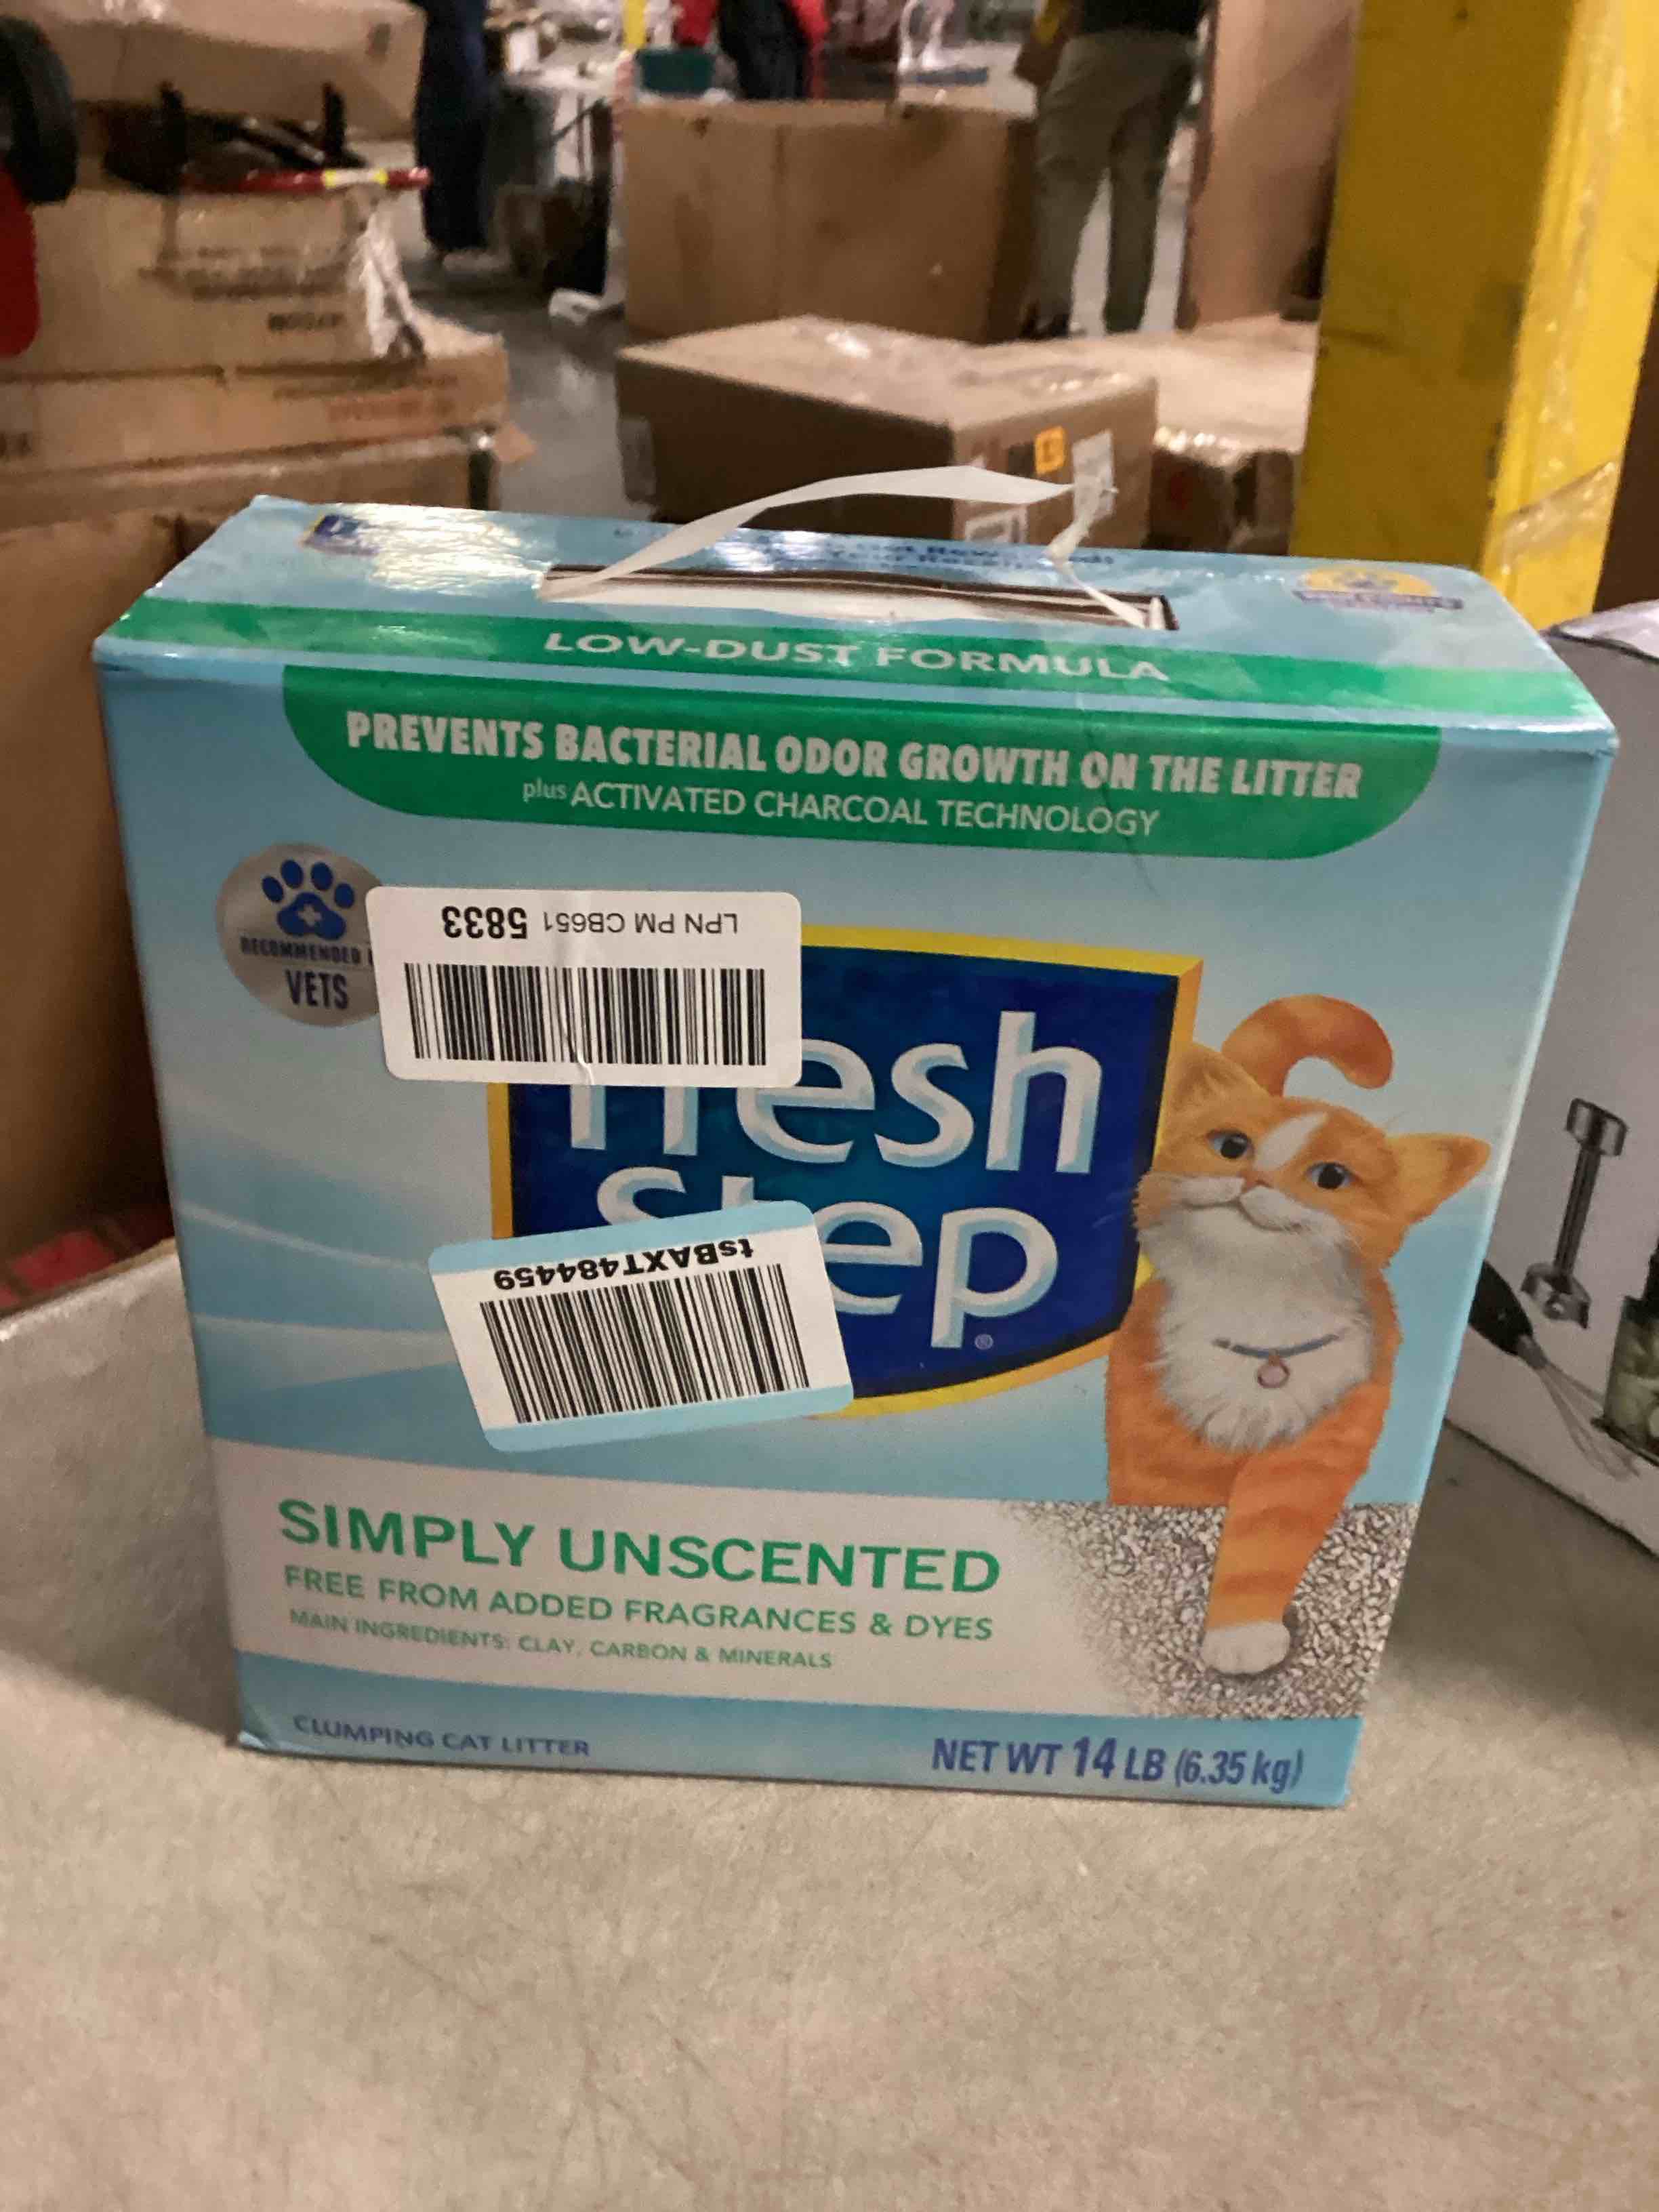 LOW-DUST FORMULA
PREVENTS BACTERIAL ODOR GROWTH ON THE LITTER
plus ACTIVATED CHARCOAL TECHNOLOGY
RECOMMENDED
VETS
LPN PM CB651 5833
fresh
step
®
tsBAXT484459
SIMPLY UNSCENTED
FREE FROM ADDED FRAGRANCES & DYES
MAIN INGREDIENTS: CLAY, CARBON & MINERALS
CLUMPING CAT LITTER
NET WT 14 LB (6.35 kg)